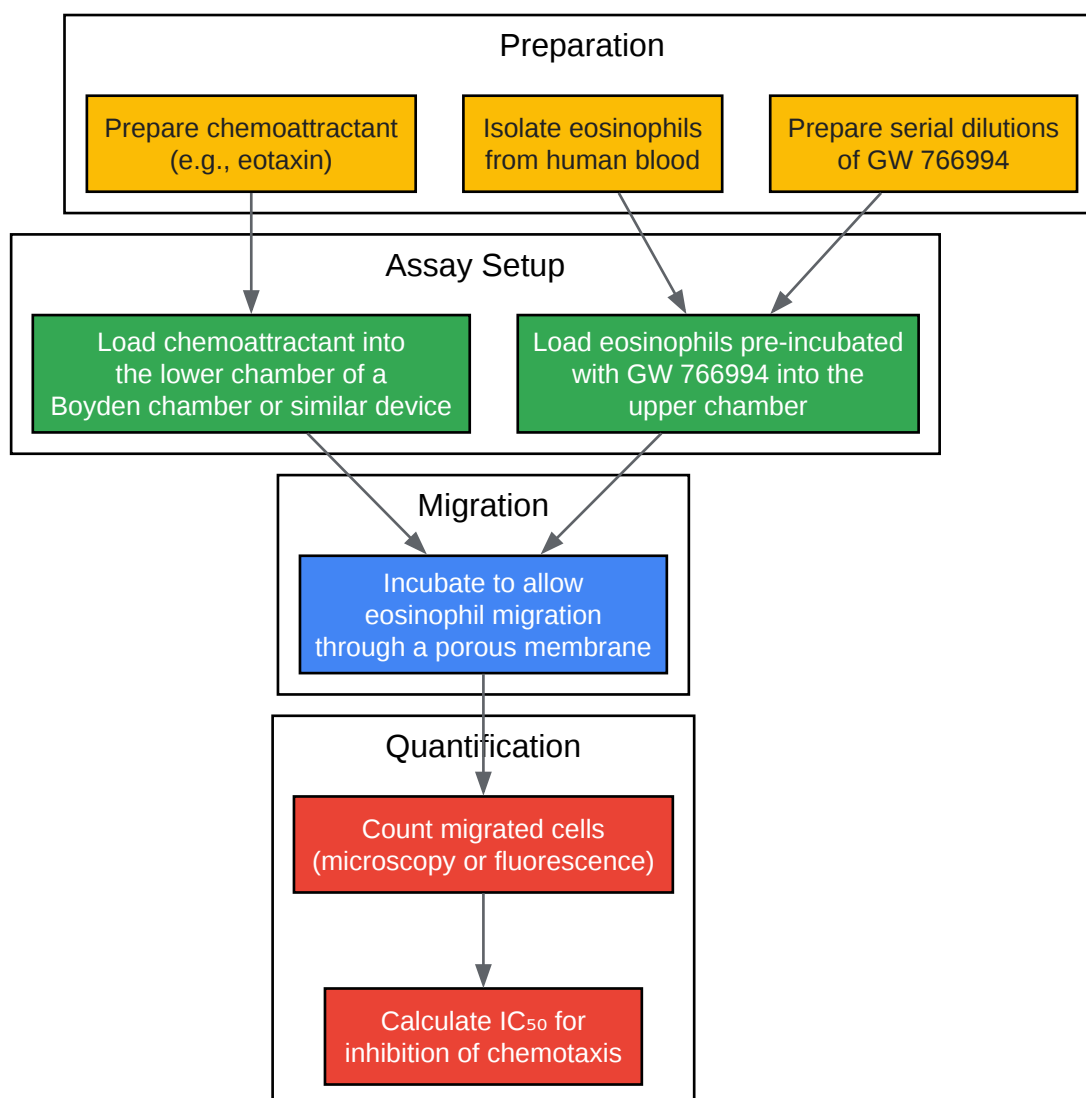 Preparation
Prepare chemoattractant
(e.g., eotaxin)
Isolate eosinophils
from human blood
Prepare serial dilutions
of GW 766994
Assay Setup
Load chemoattractant into
the lower chamber of a
Boyden chamber or similar device
Load eosinophils pre-incubated
with GW 766994 into the
upper chamber
Migration
Incubate to allow
eosinophil migration
through a porous membrane
Quantification
Count migrated cells
(microscopy or fluorescence)
Calculate IC₅₀ for
inhibition of chemotaxis